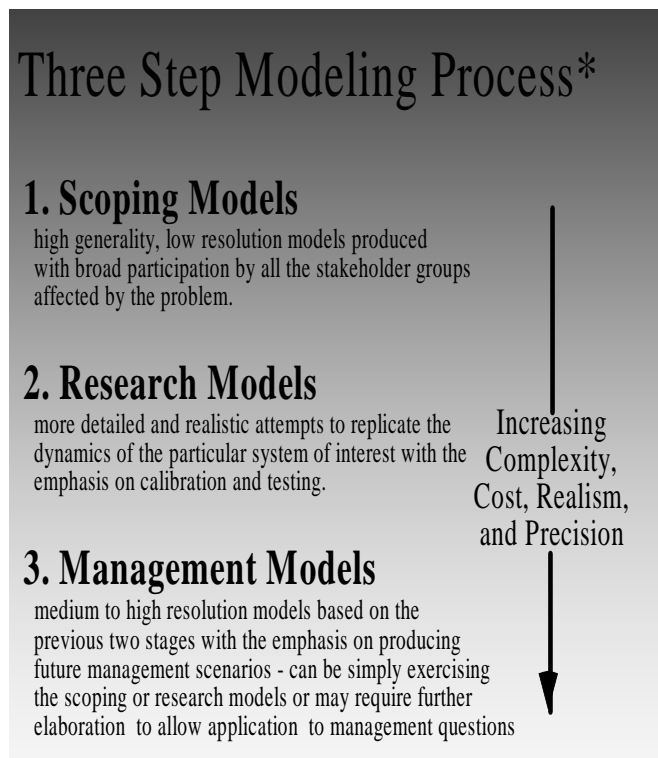 Three Step Modeling Process*
1. Scoping Models
high generality, low resolution models produced
with broad participation by all the stakeholder groups
affected by the problem.
2. Research Models
more detailed and realistic attempts to replicate the
dynamics of the particular system of interest with the
emphasis on calibration and testing.
Increasing
Complexity,
Cost, Realism,
and Precision
3. Management Models
medium to high resolution models based on the
previous two stages with the emphasis on producing
future management scenarios - can be simply exercising
the scoping or research models or may require further
elaboration to allow application to management questions